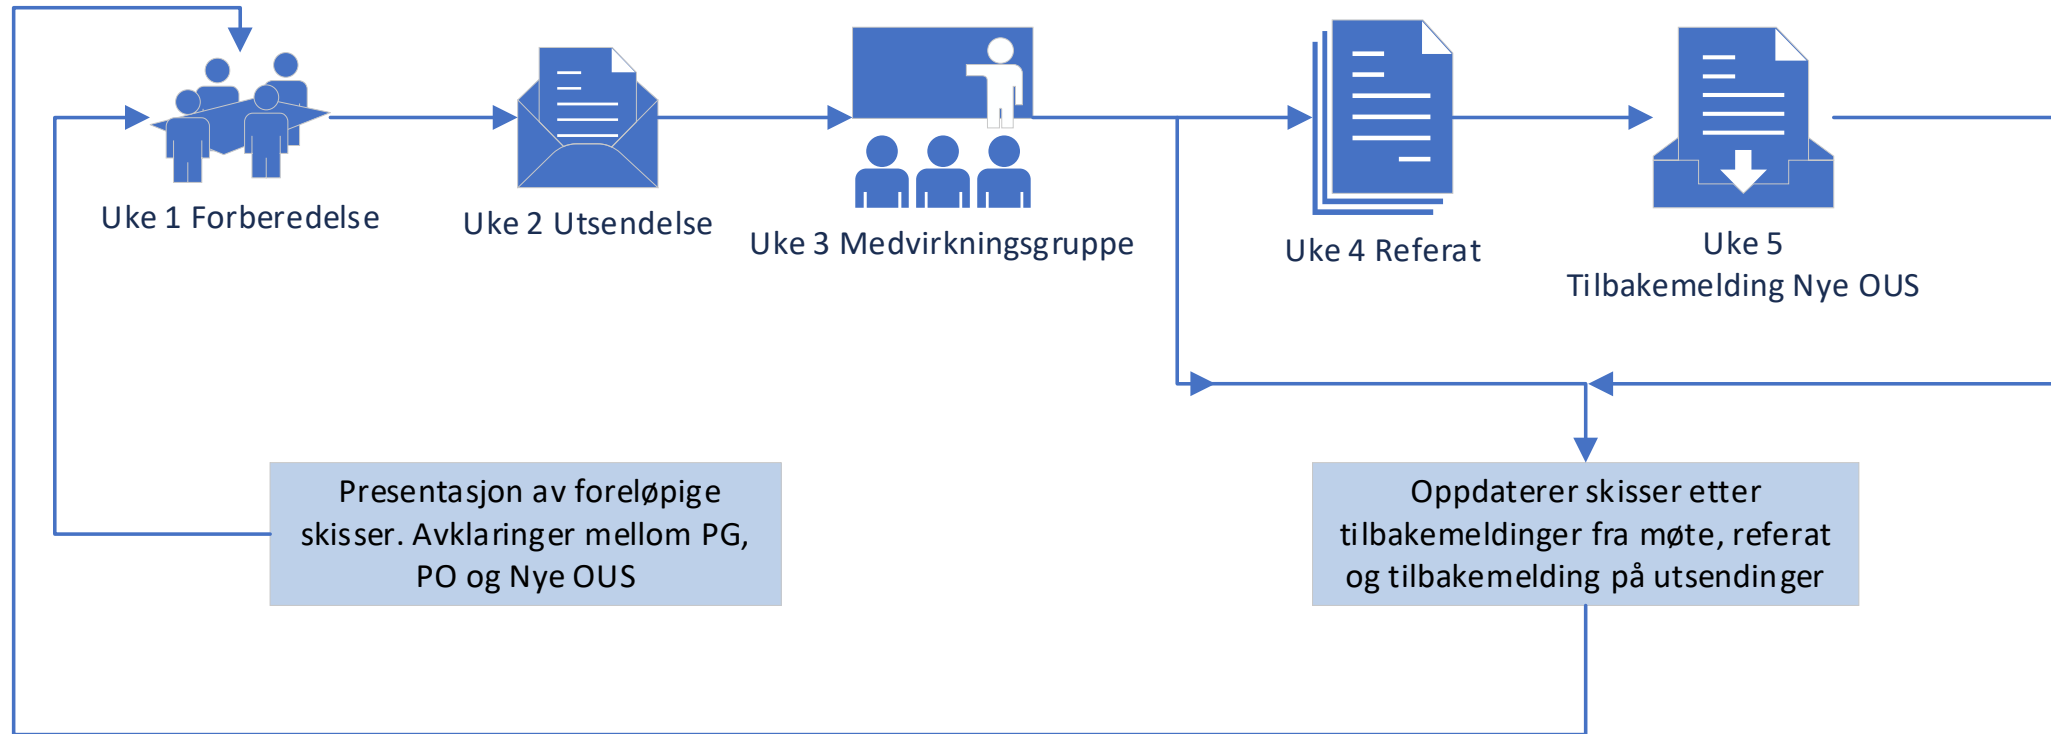 Uke 1 Forberedelse
Uke 2 Utsendelse
Uke 3 Medvirkningsgruppe
Uke 4 Referat
Uke 5
Tilbakemelding Nye OUS
Presentasjon av foreløpige
skisser. Avklaringer mellom PG,
PO og Nye OUS
Oppdaterer skisser etter
tilbakemeldinger fra møte, referat
og tilbakemelding på utsendinger